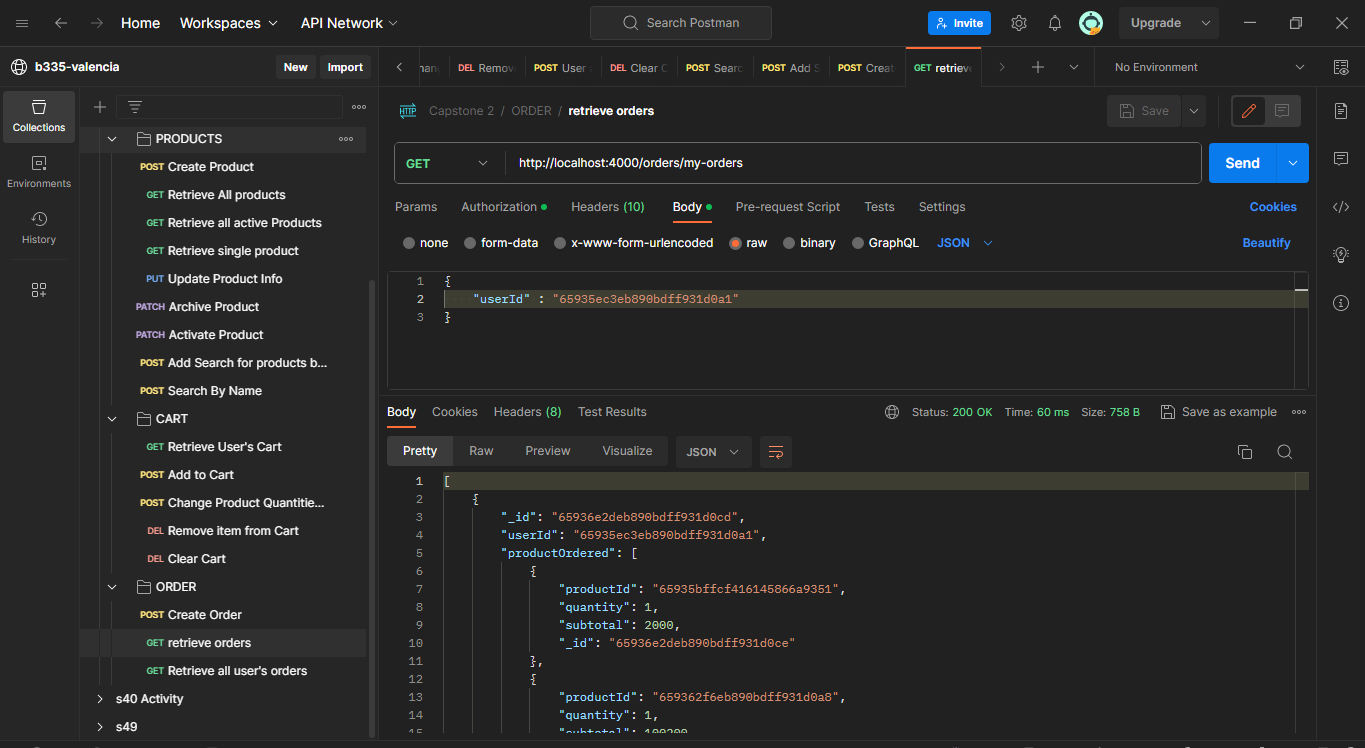 Home Workspaces API Network Search Postman Invite Upgrade
b335-valencia New Import
DEL Remov POST User DEL Clear C POST Searc POST Add S POST Creat GET retriev No Environment
Collections
Environments
History
PRODUCTS
POST Create Product
GET Retrieve All products
GET Retrieve all active Products
GET Retrieve single product
PUT Update Product Info
PATCH Archive Product
PATCH Activate Product
POST Add Search for products b...
POST Search By Name
CART
GET Retrieve User's Cart
POST Add to Cart
POST Change Product Quantitie...
DEL Remove item from Cart
DEL Clear Cart
ORDER
POST Create Order
GET retrieve orders
GET Retrieve all user's orders
s40 Activity
s49
HTTP Capstone 2 / ORDER / retrieve orders Save
GET http://localhost:4000/orders/my-orders Send
Params Authorization Headers (10) Body Pre-request Script Tests Settings Cookies
none form-data x-www-form-urlencoded raw binary GraphQL JSON Beautify
1 {
2 "userId" : "65935ec3eb890bdff931d0a1"
3 }
Body Cookies Headers (8) Test Results Status: 200 OK Time: 60 ms Size: 758 B Save as example
Pretty Raw Preview Visualize JSON
1 [
2 {
3 "_id": "65936e2deb890bdff931d0cd",
4 "userId": "65935ec3eb890bdff931d0a1",
5 "productOrdered": [
6 {
7 "productId": "65935bffcf416145866a9351",
8 "quantity": 1,
9 "subtotal": 2000,
10 "_id": "65936e2deb890bdff931d0ce"
11 },
12 {
13 "productId": "659362f6eb890bdff931d0a8",
14 "quantity": 1,
15 "subtotal": 100200